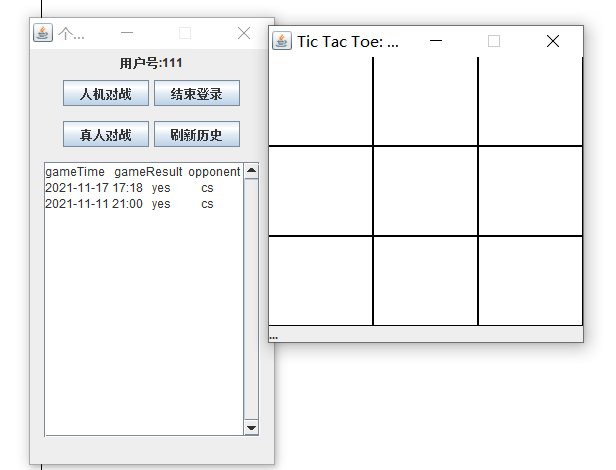 个...
用户号:111
人机对战 结束登录
真人对战 刷新历史
gameTime gameResult opponent
2021-11-17 17:18 yes cs
2021-11-11 21:00 yes cs
Tic Tac Toe: ...
...